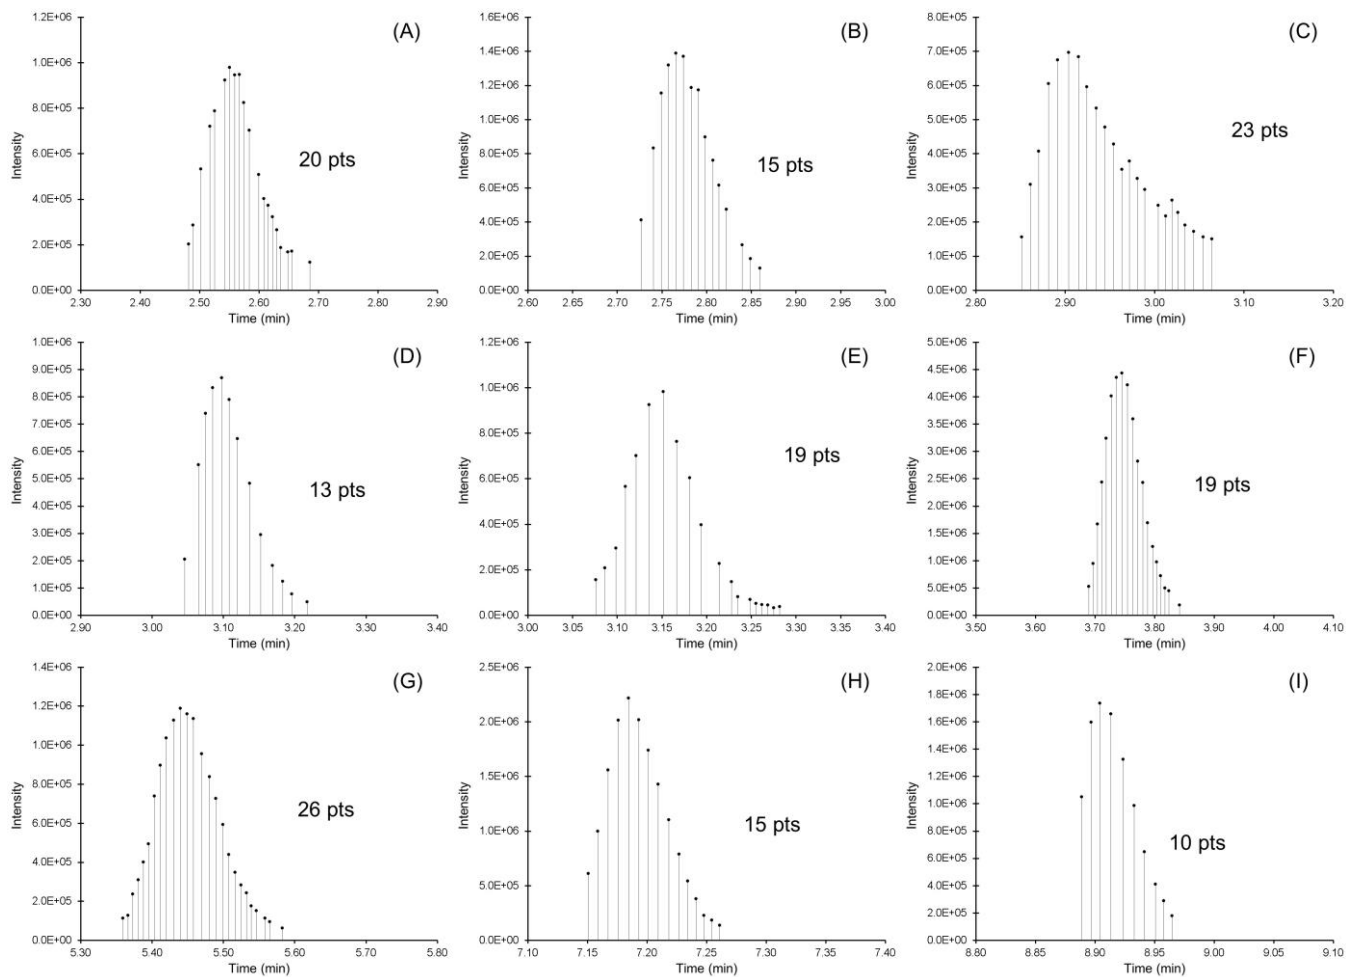 (A)
Intensity
1.2E+06
1.0E+06
8.0E+05
6.0E+05
4.0E+05
2.0E+05
0.0E+00
20 pts
2.30 2.40 2.50 2.60 2.70 2.80 2.90
Time (min)
(B)
Intensity
1.6E+06
1.4E+06
1.2E+06
1.0E+06
8.0E+05
6.0E+05
4.0E+05
2.0E+05
0.0E+00
15 pts
2.60 2.65 2.70 2.75 2.80 2.85 2.90 2.95 3.00
Time (min)
(C)
Intensity
8.0E+05
7.0E+05
6.0E+05
5.0E+05
4.0E+05
3.0E+05
2.0E+05
1.0E+05
0.0E+00
23 pts
2.80 2.90 3.00 3.10 3.20
Time (min)
(D)
Intensity
1.0E+06
9.0E+05
8.0E+05
7.0E+05
6.0E+05
5.0E+05
4.0E+05
3.0E+05
2.0E+05
1.0E+05
0.0E+00
13 pts
2.90 3.00 3.10 3.20 3.30 3.40
Time (min)
(E)
Intensity
1.2E+06
1.0E+06
8.0E+05
6.0E+05
4.0E+05
2.0E+05
0.0E+00
19 pts
3.00 3.05 3.10 3.15 3.20 3.25 3.30 3.35 3.40
Time (min)
(F)
Intensity
5.0E+06
4.5E+06
4.0E+06
3.5E+06
3.0E+06
2.5E+06
2.0E+06
1.5E+06
1.0E+06
5.0E+05
0.0E+00
19 pts
3.50 3.60 3.70 3.80 3.90 4.00 4.10
Time (min)
(G)
Intensity
1.4E+06
1.2E+06
1.0E+06
8.0E+05
6.0E+05
4.0E+05
2.0E+05
0.0E+00
26 pts
5.30 5.40 5.50 5.60 5.70 5.80
Time (min)
(H)
Intensity
2.5E+06
2.0E+06
1.5E+06
1.0E+06
5.0E+05
0.0E+00
15 pts
7.10 7.15 7.20 7.25 7.30 7.35 7.40
Time (min)
(I)
Intensity
2.0E+06
1.8E+06
1.6E+06
1.4E+06
1.2E+06
1.0E+06
8.0E+05
6.0E+05
4.0E+05
2.0E+05
0.0E+00
10 pts
8.80 8.85 8.90 8.95 9.00 9.05 9.10
Time (min)